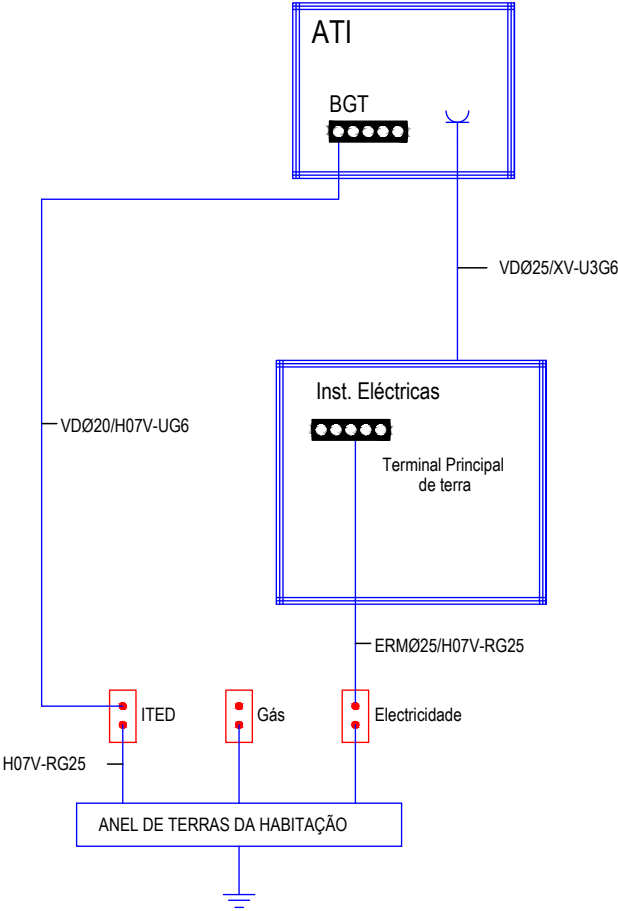 ATI
BGT
VDØ25/XV-U3G6
Inst. Eléctricas
VDØ20/H07V-UG6
Terminal Principal
de terra
ERMØ25/H07V-RG25
ITED
Gás
Electricidade
H07V-RG25
ANEL DE TERRAS DA HABITAÇÃO